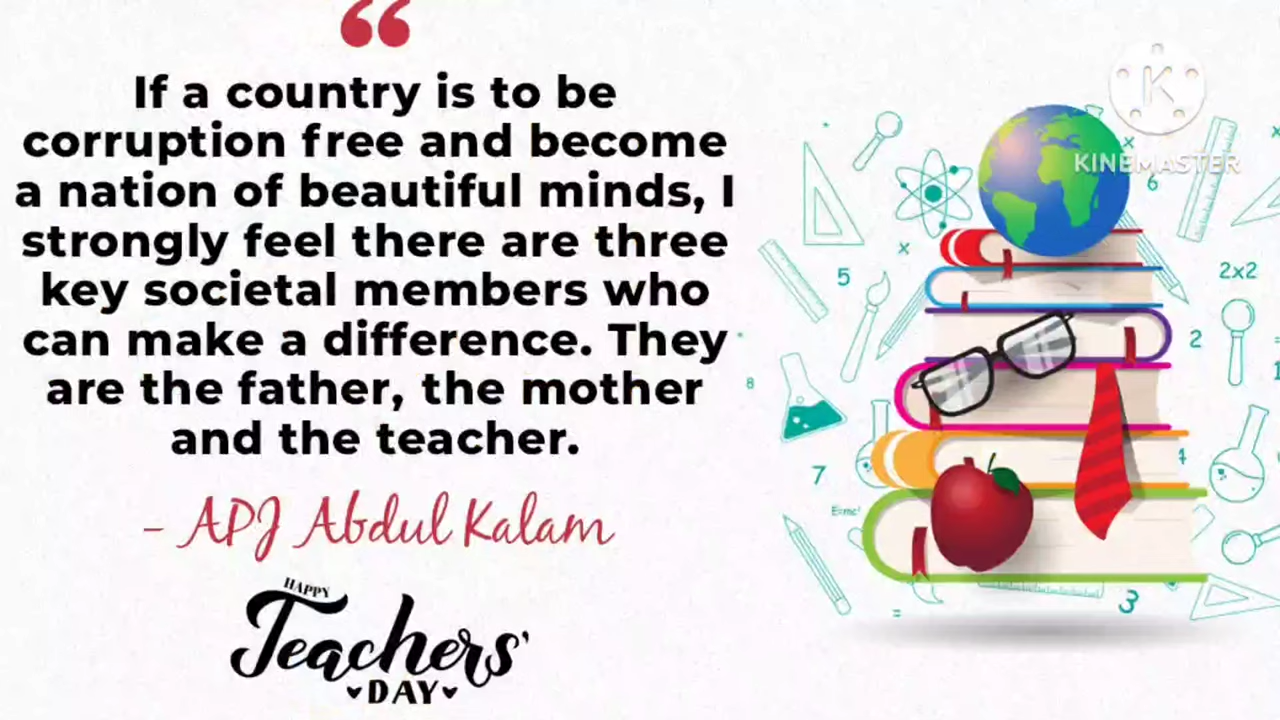 “
If a country is to be
corruption free and become
a nation of beautiful minds, I
strongly feel there are three
key societal members who
can make a difference. They
are the father, the mother
and the teacher.
– APJ Abdul Kalam
HAPPY
Teachers'
DAY
K
KINEMASTER
x
6
x
5
2x2
2
=
1
8
7
4
E=mc²
3
=